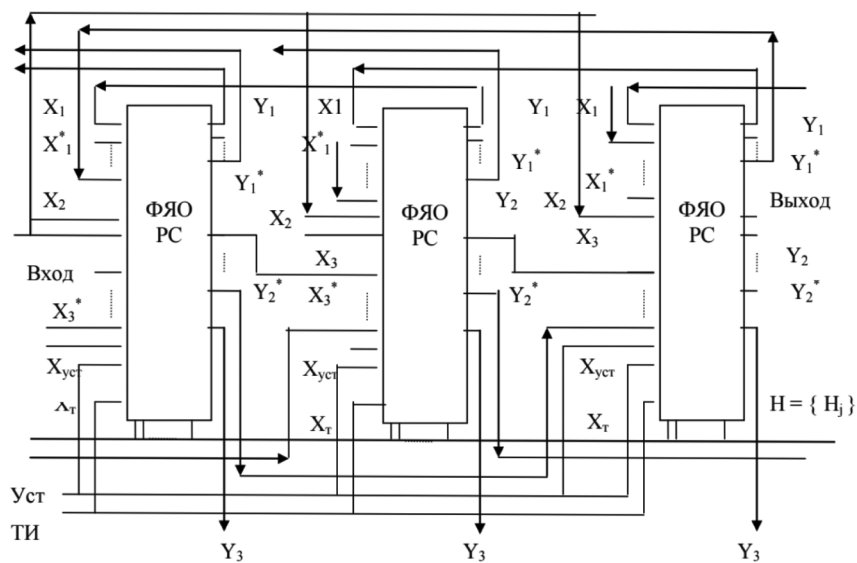 X₁ Y₁ X1 Y₁ X₁ Y₁
X*₁ X*₁ Y₁* Y₁*
Y₁* X₁*
X₂ ФЯО РС X₂ ФЯО РС Y₂ X₂ ФЯО РС Выход
X₃
Вход X₃ Y₂
X₃* Y₂* X₃* Y₂* Y₂*
Xуст Xуст Xуст
Xт Xт Xт H = { Hⱼ }
Уст
ТИ
Y₃ Y₃ Y₃